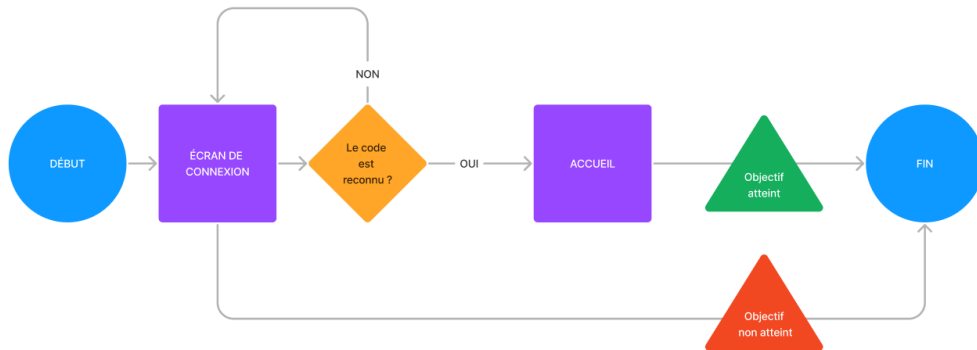 NON
DÉBUT
ÉCRAN DE
CONNEXION
Le code
est
reconnu ?
OUI
ACCUEIL
Objectif
atteint
FIN
Objectif
non atteint